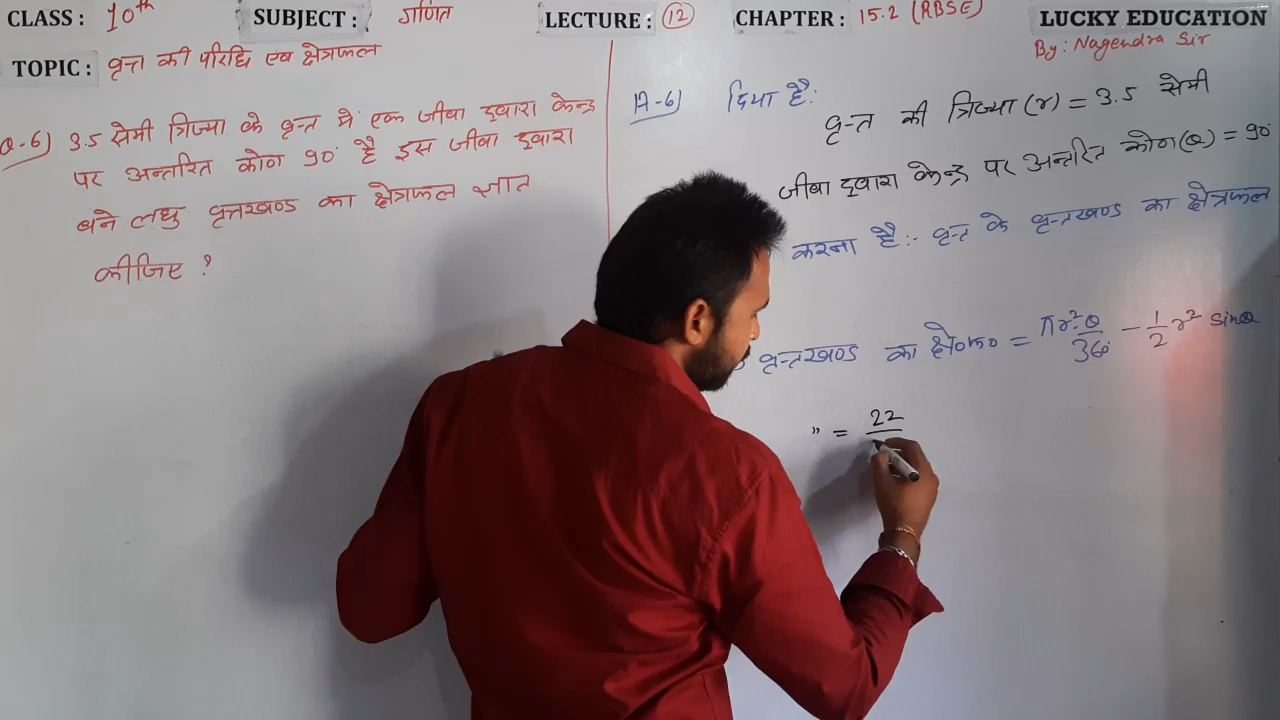 CLASS : 10th SUBJECT : गणित LECTURE : 12 CHAPTER : 15.2 (RBSE) LUCKY EDUCATION
By: Nagendra Sir
TOPIC : वृत्त की परिधि एवं क्षेत्रफल
Q-6) 3.5 सेमी त्रिज्या के वृत्त में एक जीवा द्वारा केन्द्र
पर अन्तरित कोण 90° है इस जीवा द्वारा
बने लघु वृत्तखण्ड का क्षेत्रफल ज्ञात
कीजिए ?
A-6) दिया है:
वृत्त की त्रिज्या (r) = 3.5 सेमी
जीवा द्वारा केन्द्र पर अन्तरित कोण(θ) = 90°
करना है :- वृत्त के वृत्तखण्ड का क्षेत्रफल
वृत्तखण्ड का क्षे०फ० = πr²θ/360° - 1/2 r² sinθ
" = 22